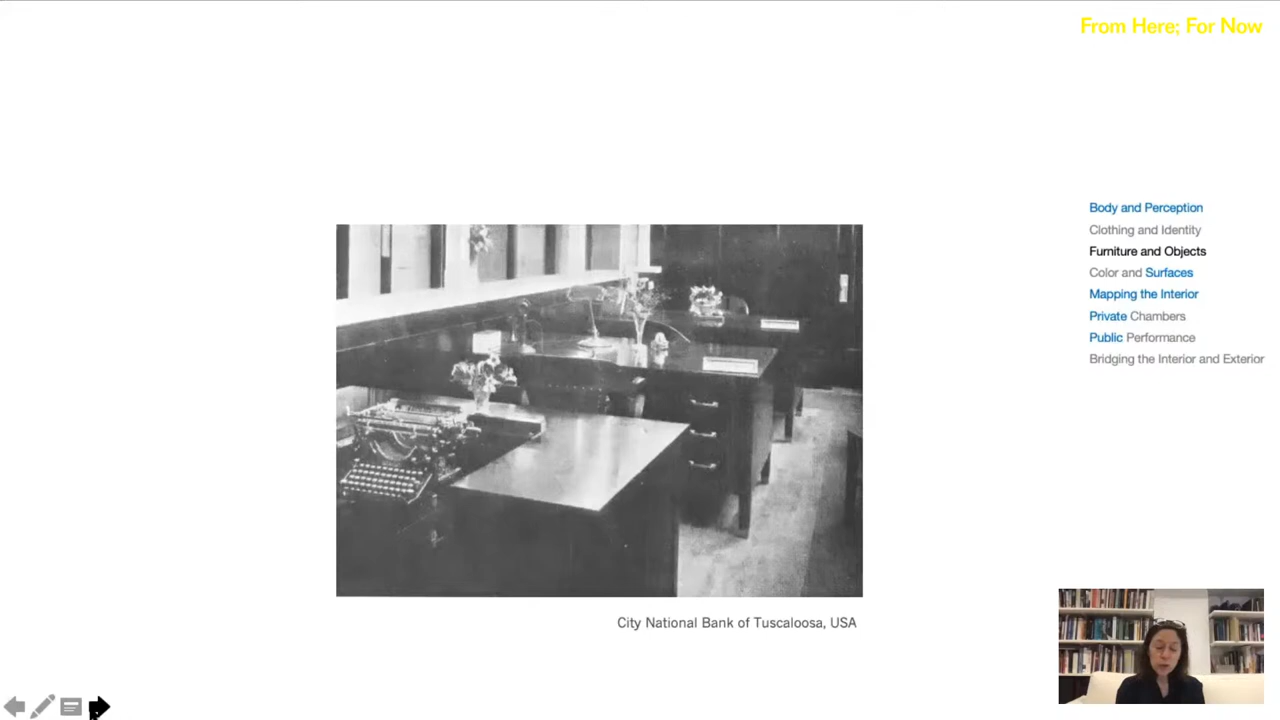 From Here; For Now
Body and Perception
Clothing and Identity
Furniture and Objects
Color and Surfaces
Mapping the Interior
Private Chambers
Public Performance
Bridging the Interior and Exterior
City National Bank of Tuscaloosa, USA